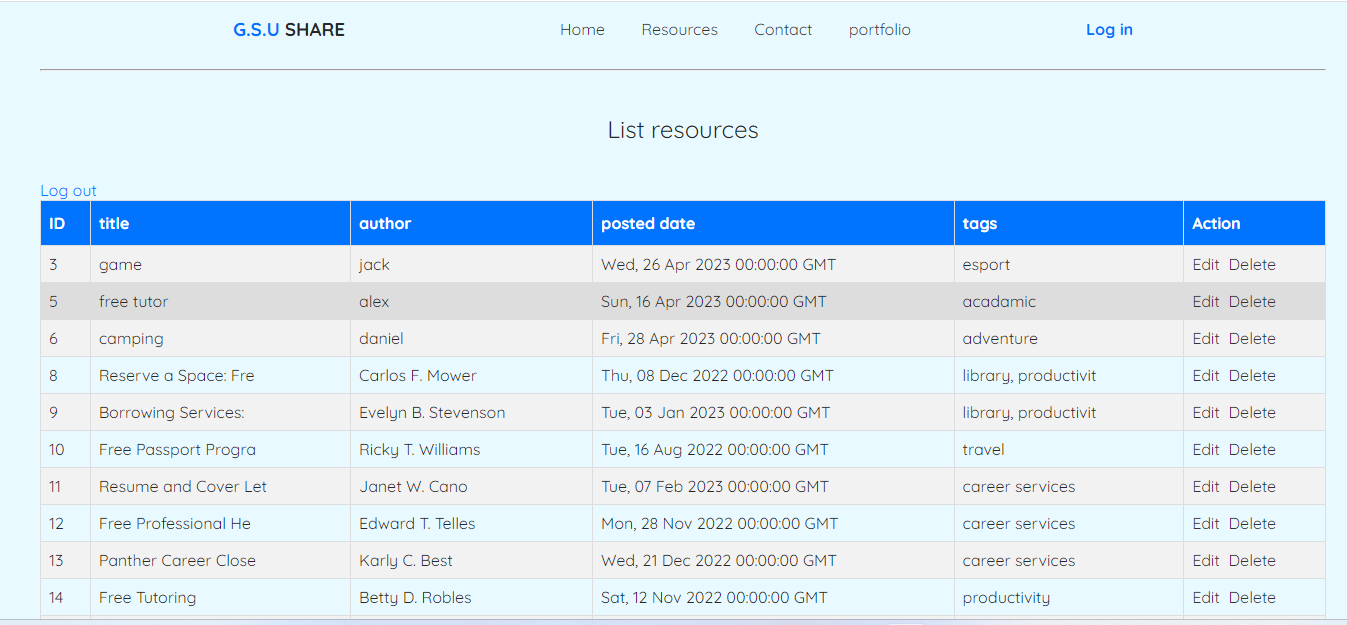 G.S.U SHARE Home Resources Contact portfolio Log in
List resources
Log out
ID title author posted date tags Action
3 game jack Wed, 26 Apr 2023 00:00:00 GMT esport Edit Delete
5 free tutor alex Sun, 16 Apr 2023 00:00:00 GMT acadamic Edit Delete
6 camping daniel Fri, 28 Apr 2023 00:00:00 GMT adventure Edit Delete
8 Reserve a Space: Fre Carlos F. Mower Thu, 08 Dec 2022 00:00:00 GMT library, productivit Edit Delete
9 Borrowing Services: Evelyn B. Stevenson Tue, 03 Jan 2023 00:00:00 GMT library, productivit Edit Delete
10 Free Passport Progra Ricky T. Williams Tue, 16 Aug 2022 00:00:00 GMT travel Edit Delete
11 Resume and Cover Let Janet W. Cano Tue, 07 Feb 2023 00:00:00 GMT career services Edit Delete
12 Free Professional He Edward T. Telles Mon, 28 Nov 2022 00:00:00 GMT career services Edit Delete
13 Panther Career Close Karly C. Best Wed, 21 Dec 2022 00:00:00 GMT career services Edit Delete
14 Free Tutoring Betty D. Robles Sat, 12 Nov 2022 00:00:00 GMT productivity Edit Delete